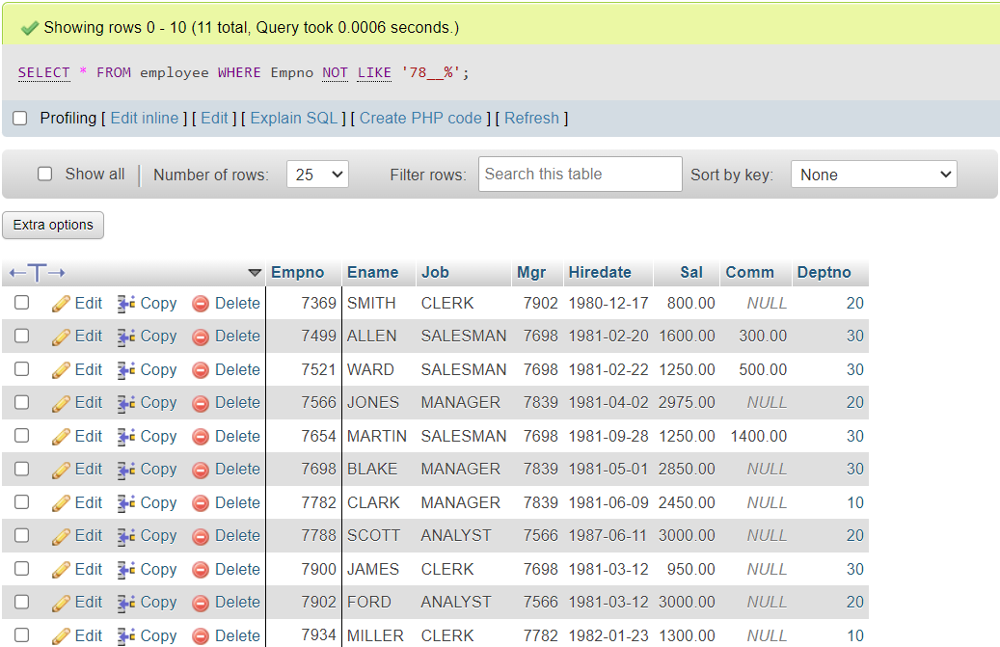 Showing rows 0 - 10 (11 total, Query took 0.0006 seconds.)
SELECT * FROM employee WHERE Empno NOT LIKE '78__%';
Profiling [ Edit inline ] [ Edit ] [ Explain SQL ] [ Create PHP code ] [ Refresh ]
Show all Number of rows: 25 Filter rows: Search this table Sort by key: None
Extra options
Empno Ename Job Mgr Hiredate Sal Comm Deptno
Edit Copy Delete 7369 SMITH CLERK 7902 1980-12-17 800.00 NULL 20
Edit Copy Delete 7499 ALLEN SALESMAN 7698 1981-02-20 1600.00 300.00 30
Edit Copy Delete 7521 WARD SALESMAN 7698 1981-02-22 1250.00 500.00 30
Edit Copy Delete 7566 JONES MANAGER 7839 1981-04-02 2975.00 NULL 20
Edit Copy Delete 7654 MARTIN SALESMAN 7698 1981-09-28 1250.00 1400.00 30
Edit Copy Delete 7698 BLAKE MANAGER 7839 1981-05-01 2850.00 NULL 30
Edit Copy Delete 7782 CLARK MANAGER 7839 1981-06-09 2450.00 NULL 10
Edit Copy Delete 7788 SCOTT ANALYST 7566 1987-06-11 3000.00 NULL 20
Edit Copy Delete 7900 JAMES CLERK 7698 1981-03-12 950.00 NULL 30
Edit Copy Delete 7902 FORD ANALYST 7566 1981-03-12 3000.00 NULL 20
Edit Copy Delete 7934 MILLER CLERK 7782 1982-01-23 1300.00 NULL 10